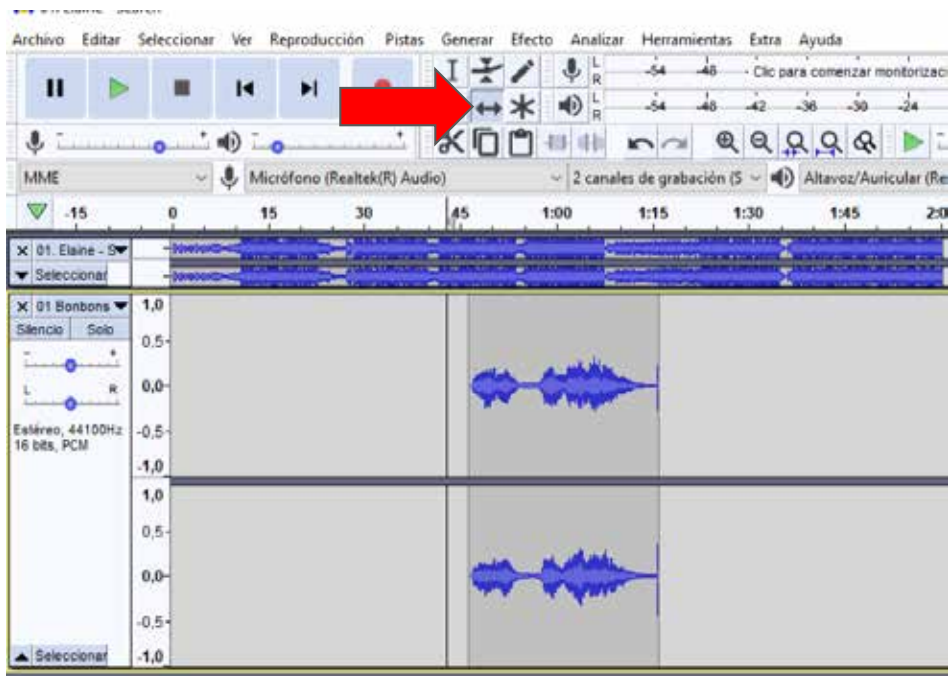 Archivo Editar Seleccionar Ver Reproducción Pistas Generar Efecto Analizar Herramientas Extra Ayuda
L R -54 -48 - Clic para comenzar
L R -54 -48 -42 -36 -30 -24
MME Micrófono (Realtek(R) Audio) 2 canales de grabación (S Altavoz/Auricular (Re
-15 0 15 30 45 1:00 1:15 1:30 1:45 2:0
X 01. Elaine - S
Seleccionar
X 01 Bonbons
Silencio Solo
- +
L R
Estéreo, 44100Hz
16 bits, PCM
Seleccionar
1,0
0,5-
0,0-
-0,5-
-1,0
1,0
0,5-
0,0-
-0,5-
-1,0